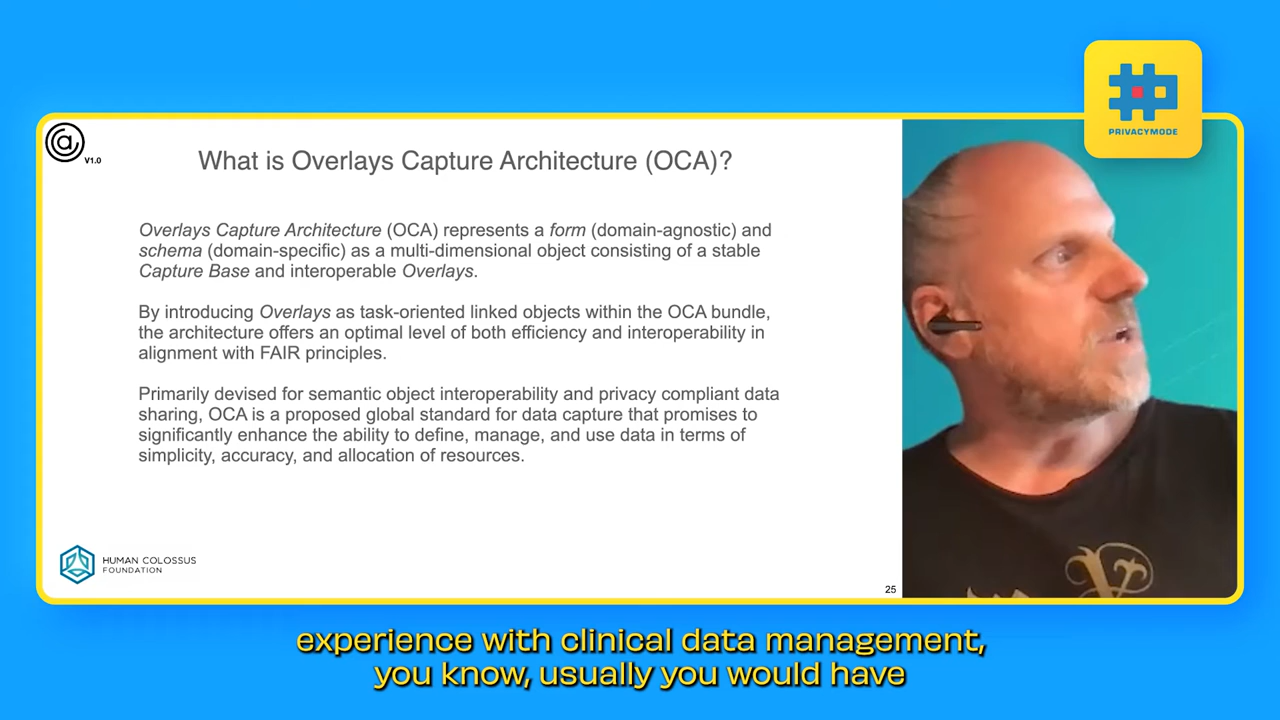 PRIVACYMODE
V1.0
What is Overlays Capture Architecture (OCA)?
Overlays Capture Architecture (OCA) represents a form (domain-agnostic) and
schema (domain-specific) as a multi-dimensional object consisting of a stable
Capture Base and interoperable Overlays.
By introducing Overlays as task-oriented linked objects within the OCA bundle,
the architecture offers an optimal level of both efficiency and interoperability in
alignment with FAIR principles.
Primarily devised for semantic object interoperability and privacy compliant data
sharing, OCA is a proposed global standard for data capture that promises to
significantly enhance the ability to define, manage, and use data in terms of
simplicity, accuracy, and allocation of resources.
HUMAN COLOSSUS
FOUNDATION
25
experience with clinical data management,
you know, usually you would have